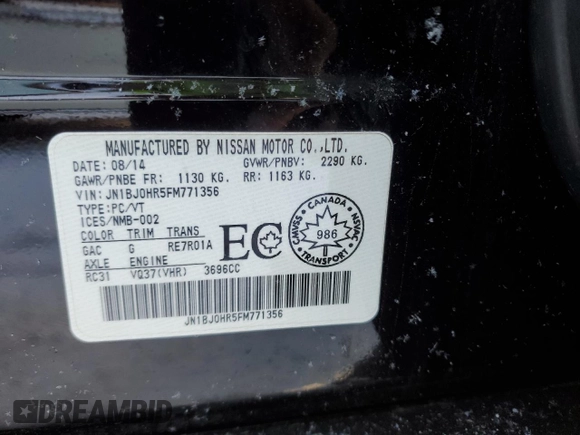 MANUFACTURED BY NISSAN MOTOR CO.,LTD.
DATE: 08/14 GVWR/PNBV: 2290 KG.
GAWR/PNBE FR: 1130 KG. RR: 1163 KG.
VIN: JN1BJ0HR5FM771356
TYPE: PC/VT
ICES/NMB-002
COLOR TRIM TRANS
GAC G RE7R01A
AXLE ENGINE
RC31 VQ37(VHR) 3696CC
EC
CANADA
CMVSS 986 NSVAC
TRANSPORT
JN1BJ0HR5FM771356
DREAMBID